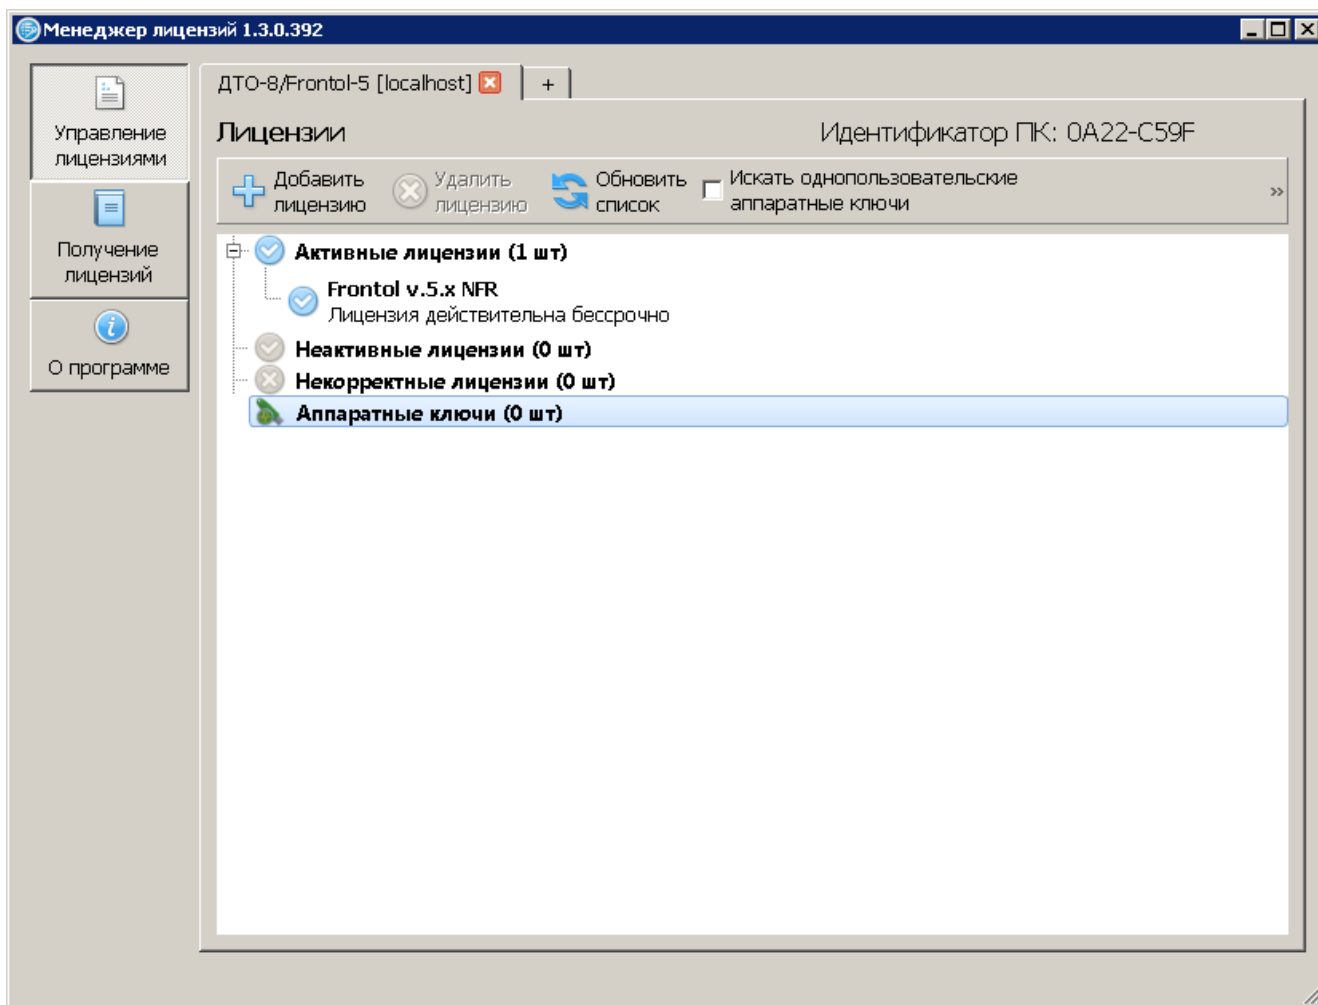 Менеджер лицензий 1.3.0.392
Управление
лицензиями
Получение
лицензий
О программе
ДТО-8/Frontol-5 [localhost]
+
Лицензии
Идентификатор ПК: 0A22-C59F
Добавить
лицензию
Удалить
лицензию
Обновить
список
Искать однопользовательские
аппаратные ключи
»
Активные лицензии (1 шт)
Frontol v.5.x NFR
Лицензия действительна бессрочно
Неактивные лицензии (0 шт)
Некорректные лицензии (0 шт)
Аппаратные ключи (0 шт)